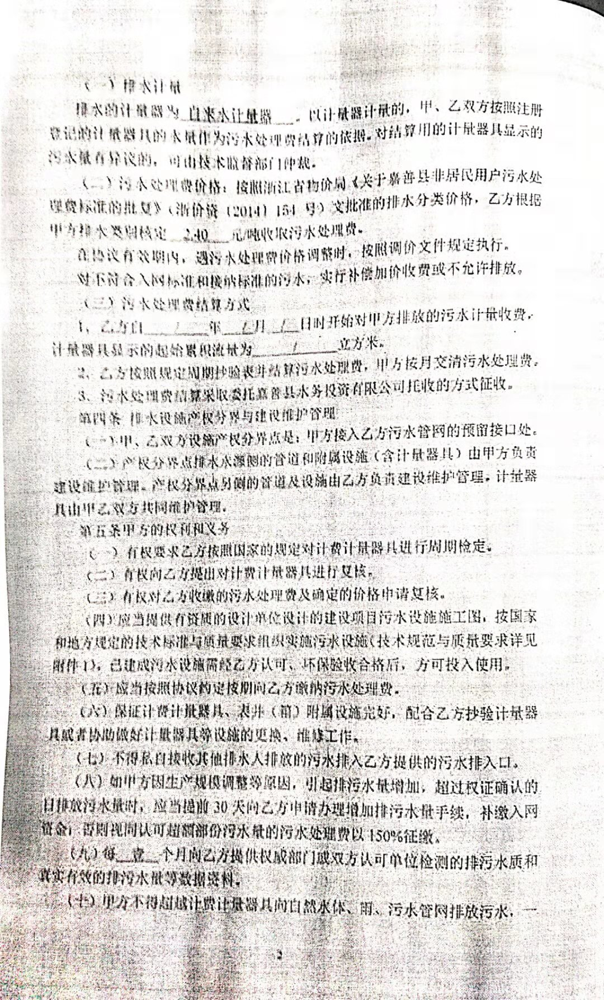 （一）排水计量
排水的计量器为 自来水计量器 。以计量器计量的，甲、乙双方按照注册
登记的计量器具的水量作为污水处理费结算的依据。对结算用的计量器具显示的
污水量有异议的，可由技术监督部门仲裁。
（二）污水处理费价格：按照浙江省物价局《关于嘉善县非居民用户污水处
理费标准的批复》（浙价资〔2014〕154 号）文批准的排水分类价格，乙方根据
甲方排水类别核定 2.40 元/吨收取污水处理费。
在协议有效期内，遇污水处理费价格调整时，按照调价文件规定执行。
对不符合入网标准和接纳标准的污水，实行补偿加价收费或不允许排放。
（三）污水处理费结算方式
1、乙方自 / 年 / 月 / 日时开始对甲方排放的污水计量收费，
计量器具显示的起始累积流量为 / 立方米。
2、乙方按照规定周期抄验表并结算污水处理费，甲方按月交清污水处理费。
3、污水处理费结算采取委托嘉善县水务投资有限公司托收的方式征收。
第四条 排水设施产权分界与建设维护管理
（一）甲、乙双方设施产权分界点是：甲方接入乙方污水管网的预留接口处。
（二）产权分界点排水水源侧的管道和附属设施（含计量器具）由甲方负责
建设维护管理。产权分界点另侧的管道及设施由乙方负责建设维护管理，计量器
具由甲乙双方共同维护管理。
第五条甲方的权利和义务
（一）有权要求乙方按照国家的规定对计费计量器具进行周期检定。
（二）有权向乙方提出对计费计量器具进行复核。
（三）有权对乙方收缴的污水处理费及确定的价格申请复核。
（四）应当提供有资质的设计单位设计的建设项目污水设施施工图，按国家
和地方规定的技术标准与质量要求组织实施污水设施（技术规范与质量要求详见
附件1），已建成污水设施需经乙方认可、环保验收合格后，方可投入使用。
（五）应当按照协议约定按期向乙方缴纳污水处理费。
（六）保证计费计量器具、表井（箱）附属设施完好，配合乙方抄验计量器
具或者协助做好计量器具等设施的更换、维修工作。
（七）不得私自接收其他排水人排放的污水排入乙方提供的污水排入口。
（八）如甲方因生产规模调整等原因，引起排污水量增加，超过权证确认的
日排放污水量时，应当提前 30 天向乙方申请办理增加排污水量手续，补缴入网
资金；否则视同认可超额部份污水量的污水处理费以 150%征缴。
（九）每 壹 个月向乙方提供权威部门或双方认可单位检测的排污水质和
真实有效的排污水量等数据资料。
（十）甲方不得超越计费计量器具向自然水体、雨、污水管网排放污水，一
2